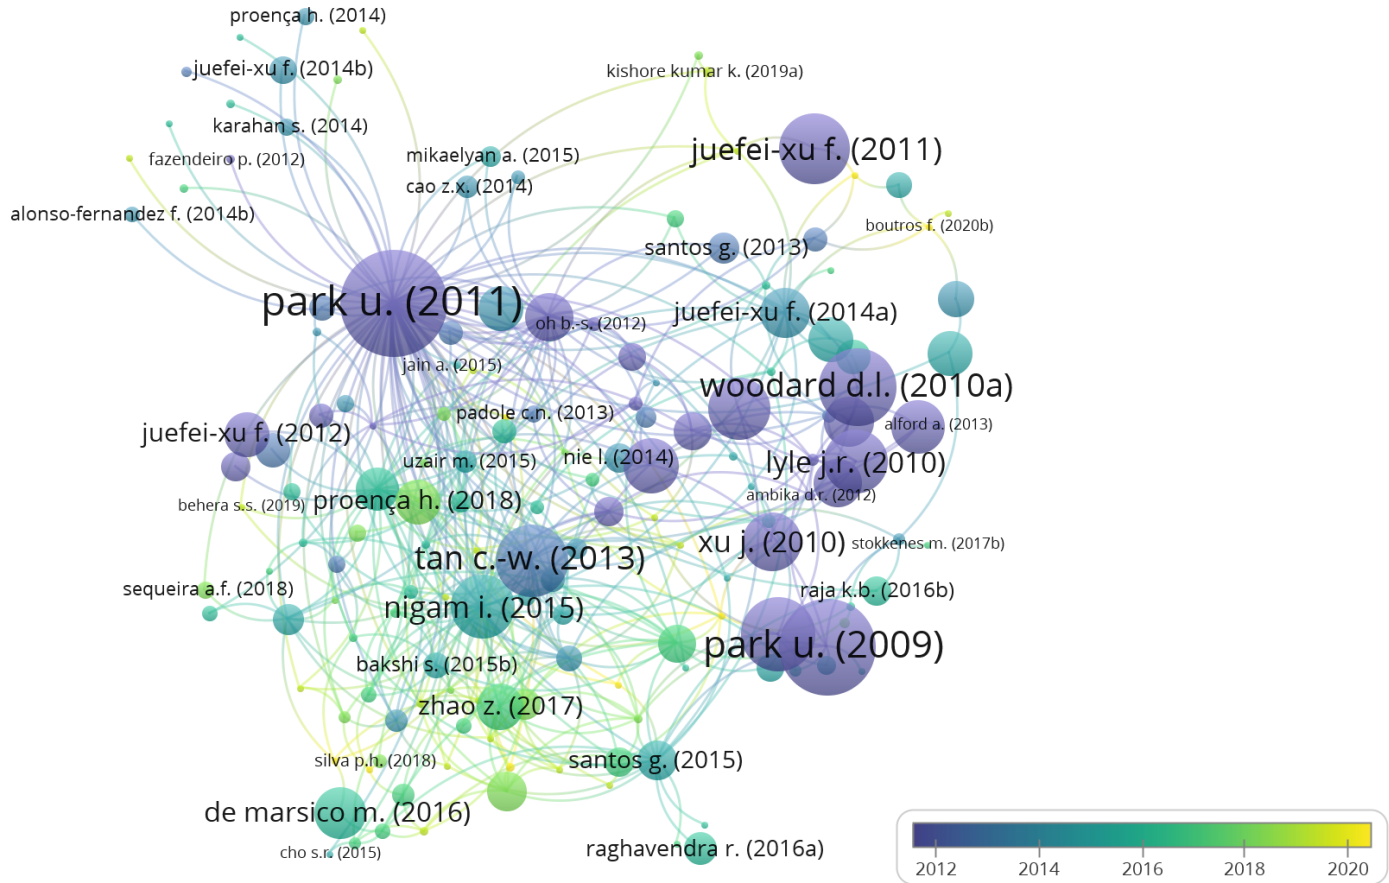 proença h. (2014)
juefei-xu f. (2014b)
kishore kumar k. (2019a)
karahan s. (2014)
juefei-xu f. (2011)
mikaelyan a. (2015)
fazendeiro p. (2012)
cao z.x. (2014)
alonso-fernandez f. (2014b)
boutros f. (2020b)
santos g. (2013)
park u. (2011)
juefei-xu f. (2014a)
oh b.-s. (2012)
jain a. (2015)
woodard d.l. (2010a)
padole c.n. (2013)
alford a. (2013)
juefei-xu f. (2012)
nie l. (2014)
uzair m. (2015)
lyle j.r. (2010)
ambika d.r. (2012)
proença h. (2018)
behera s.s. (2019)
xu j. (2010)
stokkenes m. (2017b)
tan c.-w. (2013)
sequeira a.f. (2018)
raja k.b. (2016b)
nigam i. (2015)
park u. (2009)
bakshi s. (2015b)
zhao z. (2017)
silva p.h. (2018)
santos g. (2015)
de marsico m. (2016)
raghavendra r. (2016a)
cho s.r. (2015)
2012 2014 2016 2018 2020